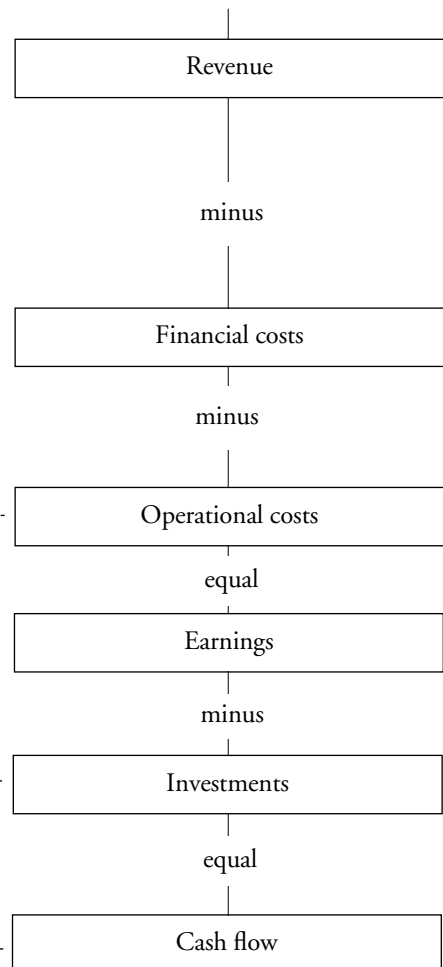 Revenue
minus
Financial costs
minus
Operational costs
equal
Earnings
minus
Investments
equal
Cash flow